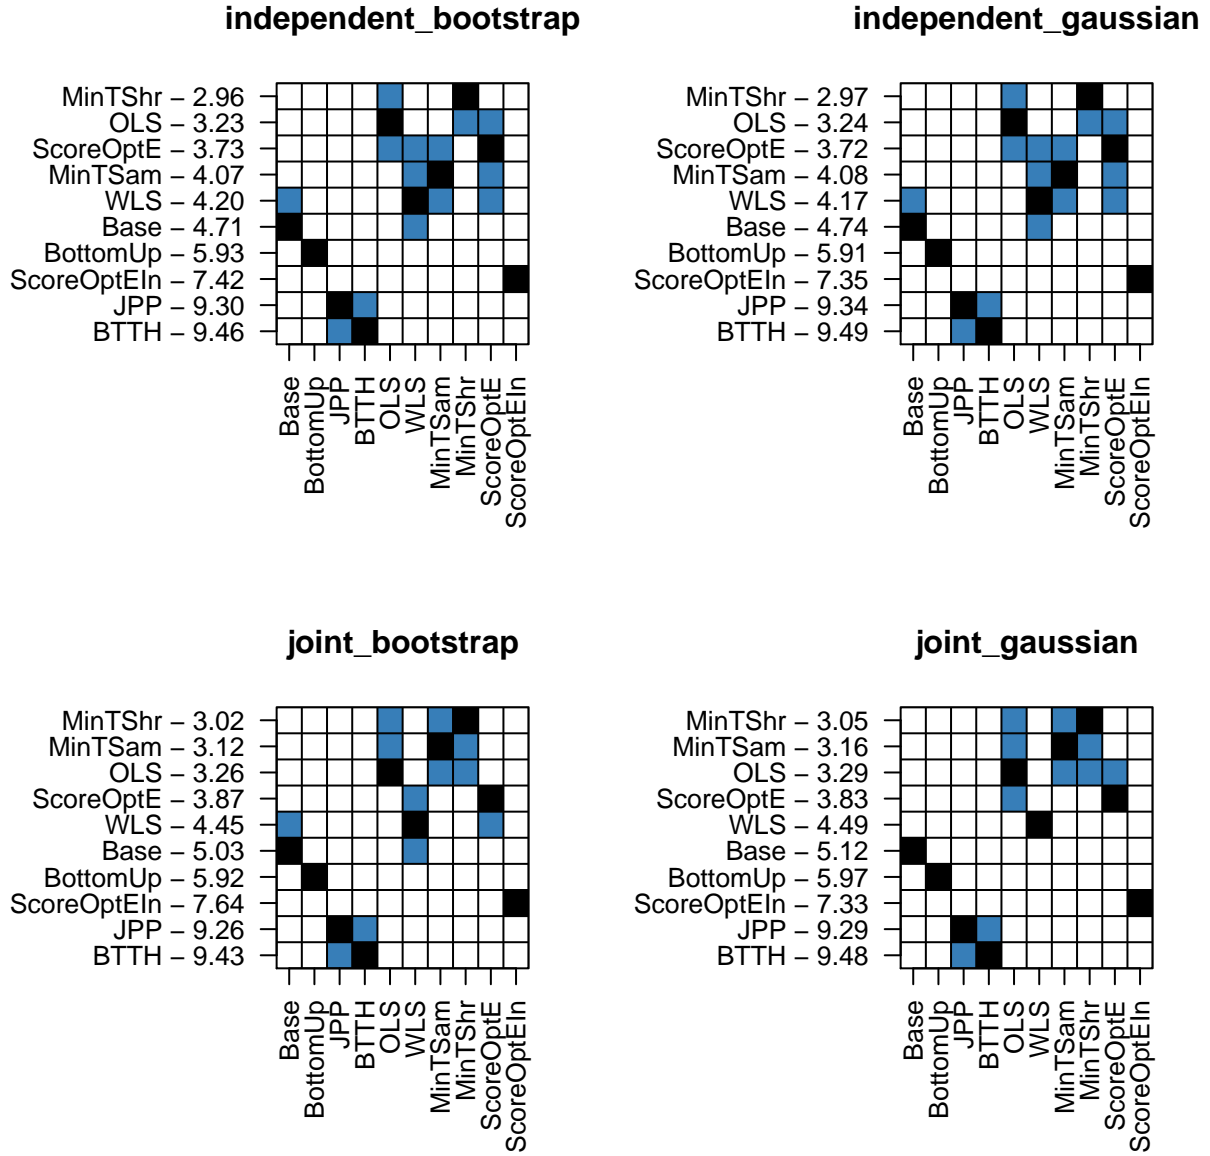 independent_bootstrap
MinTShr – 2.96
OLS – 3.23
ScoreOptE – 3.73
MinTSam – 4.07
WLS – 4.20
Base – 4.71
BottomUp – 5.93
ScoreOptEIn – 7.42
JPP – 9.30
BTTH – 9.46
Base
BottomUp
JPP
BTTH
OLS
WLS
MinTSam
MinTShr
ScoreOptE
ScoreOptEIn
independent_gaussian
MinTShr – 2.97
OLS – 3.24
ScoreOptE – 3.72
MinTSam – 4.08
WLS – 4.17
Base – 4.74
BottomUp – 5.91
ScoreOptEIn – 7.35
JPP – 9.34
BTTH – 9.49
Base
BottomUp
JPP
BTTH
OLS
WLS
MinTSam
MinTShr
ScoreOptE
ScoreOptEIn
joint_bootstrap
MinTShr – 3.02
MinTSam – 3.12
OLS – 3.26
ScoreOptE – 3.87
WLS – 4.45
Base – 5.03
BottomUp – 5.92
ScoreOptEIn – 7.64
JPP – 9.26
BTTH – 9.43
Base
BottomUp
JPP
BTTH
OLS
WLS
MinTSam
MinTShr
ScoreOptE
ScoreOptEIn
joint_gaussian
MinTShr – 3.05
MinTSam – 3.16
OLS – 3.29
ScoreOptE – 3.83
WLS – 4.49
Base – 5.12
BottomUp – 5.97
ScoreOptEIn – 7.33
JPP – 9.29
BTTH – 9.48
Base
BottomUp
JPP
BTTH
OLS
WLS
MinTSam
MinTShr
ScoreOptE
ScoreOptEIn